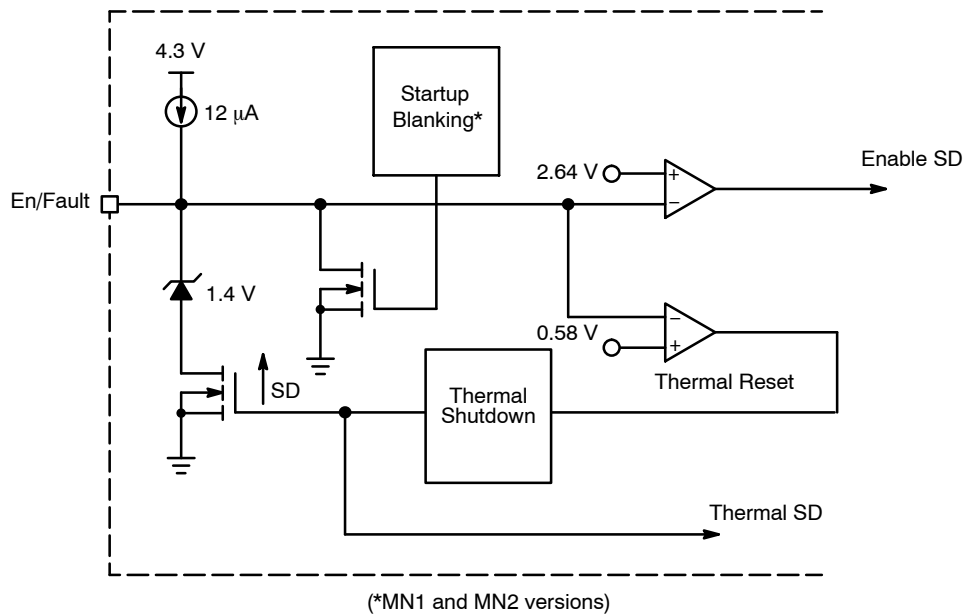 4.3 V
12 μA
Startup
Blanking*
2.64 V
+
−
Enable SD
En/Fault
1.4 V
−
0.58 V
+
SD
Thermal
Shutdown
Thermal Reset
Thermal SD
(*MN1 and MN2 versions)